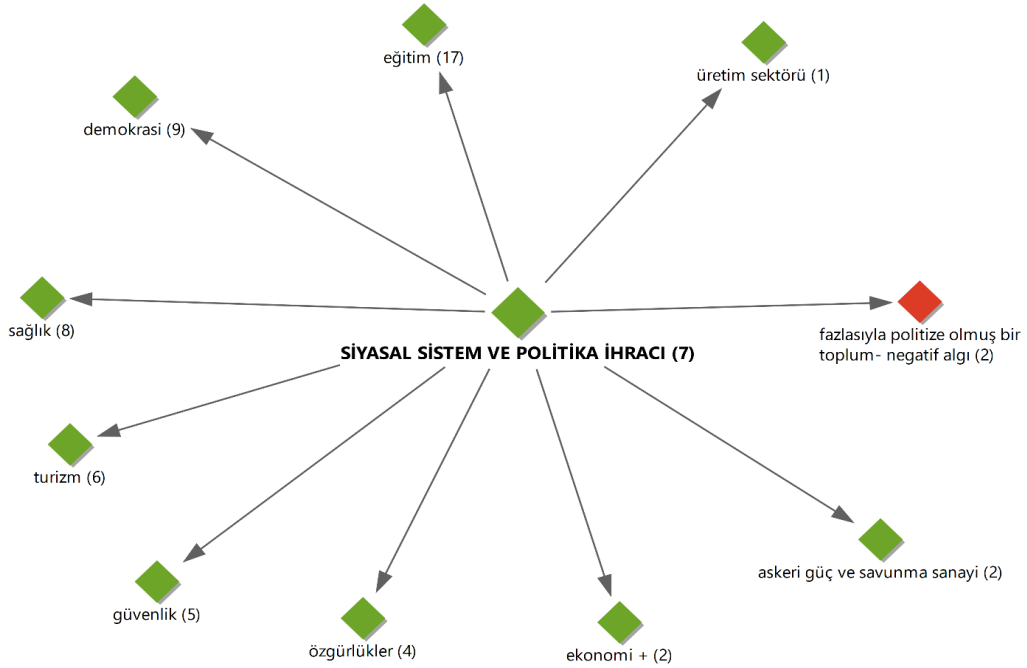 eğitim (17)
üretim sektörü (1)
demokrasi (9)
sağlık (8)
fazlasıyla politize olmuş bir
toplum- negatif algı (2)
SİYASAL SİSTEM VE POLİTİKA İHRACI (7)
turizm (6)
askeri güç ve savunma sanayi (2)
güvenlik (5)
özgürlükler (4)
ekonomi + (2)